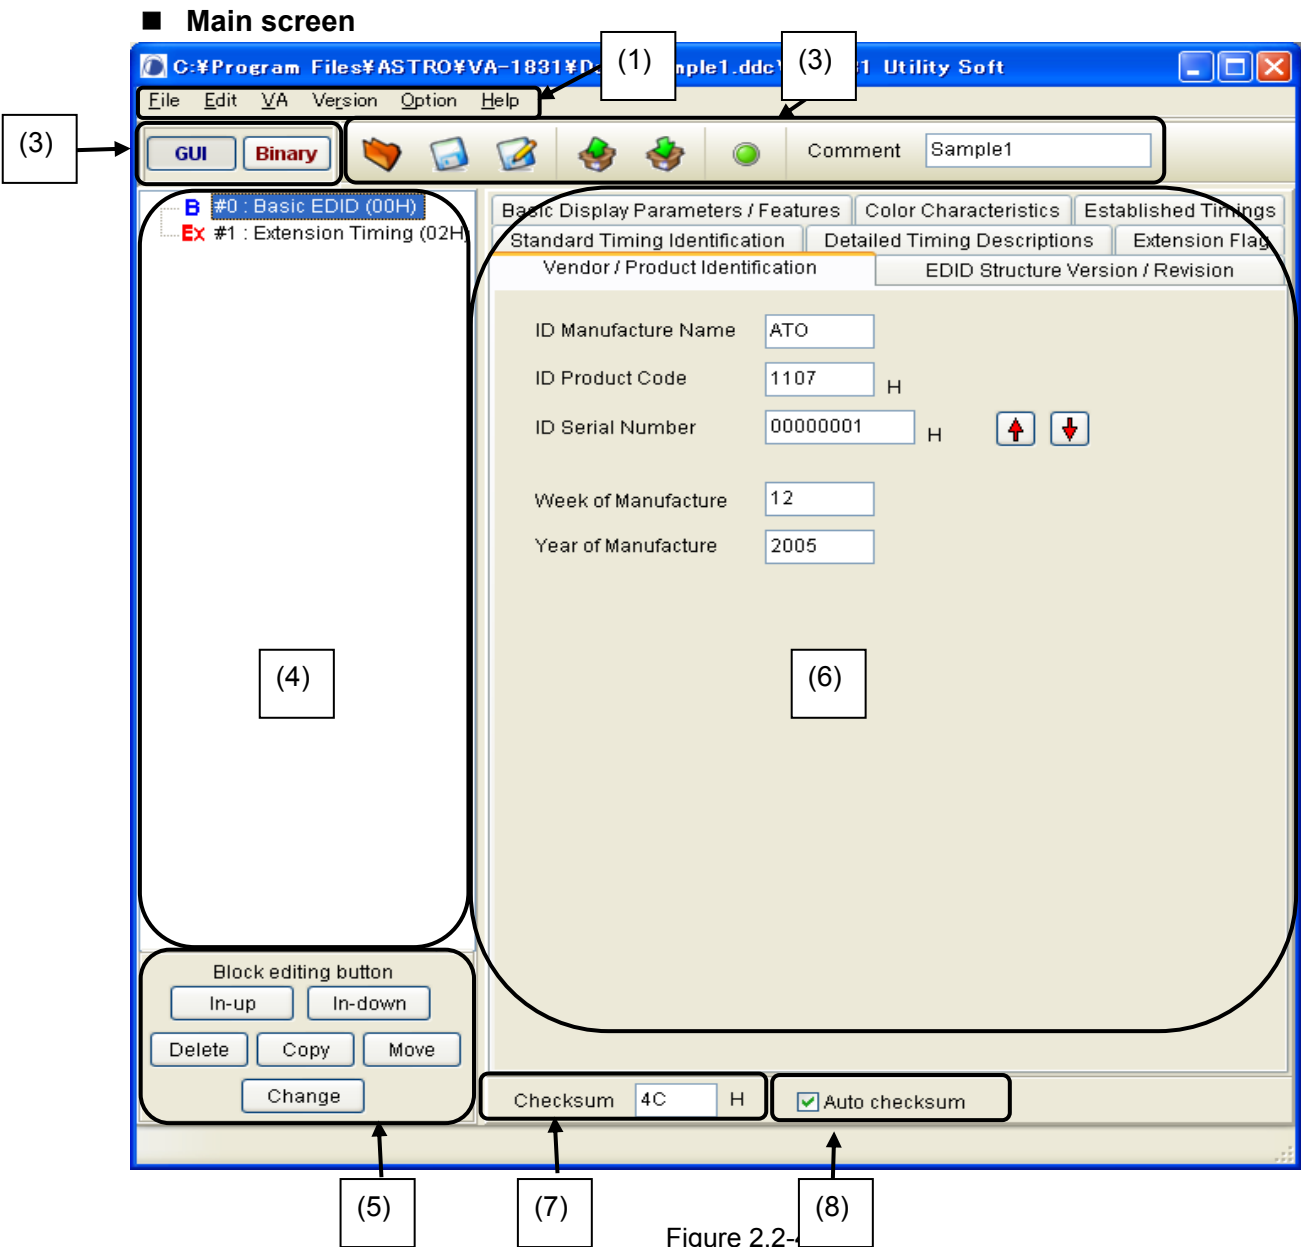 ■ Main screen
(1)
(3)
C:¥Program Files¥ASTRO¥VA-1831¥D mple1.ddc 1 Utility Soft
File Edit VA Version Option Help
(3)
GUI Binary Comment Sample1
B #0 : Basic EDID (00H)
Ex #1 : Extension Timing (02H)
Basic Display Parameters / Features Color Characteristics Established Timings
Standard Timing Identification Detailed Timing Descriptions Extension Flag
Vendor / Product Identification EDID Structure Version / Revision
ID Manufacture Name ATO
ID Product Code 1107 H
ID Serial Number 00000001 H
Week of Manufacture 12
Year of Manufacture 2005
(4)
(6)
Block editing button
In-up In-down
Delete Copy Move
Change
Checksum 4C H Auto checksum
(5)
(7)
(8)
Figure 2.2-4